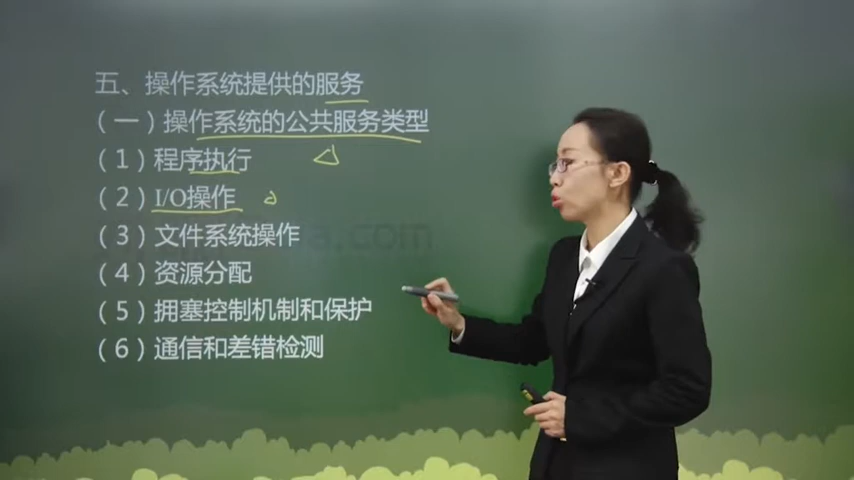 五、操作系统提供的服务
（一）操作系统的公共服务类型
（1）程序执行
（2）I/O操作
（3）文件系统操作
（4）资源分配
（5）拥塞控制机制和保护
（6）通信和差错检测